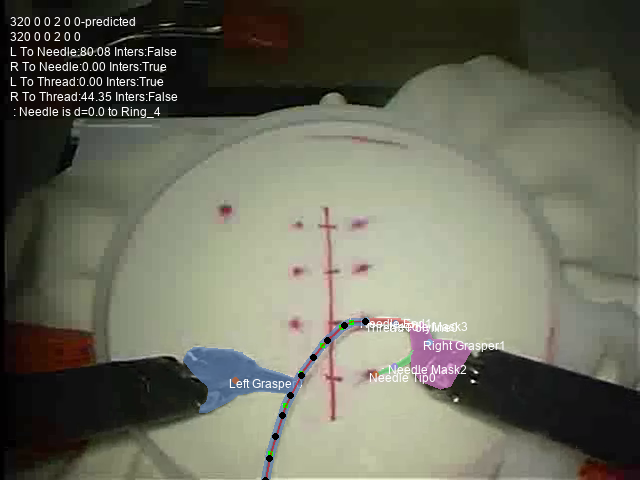 320 0 0 2 0 0-predicted
320 0 0 2 0 0
L To Needle:80.08 Inters:False
R To Needle:0.00 Inters:True
L To Thread:0.00 Inters:True
R To Thread:44.35 Inters:False
: Needle is d=0.0 to Ring_4
Right Grasper1
Needle Mask2
Needle Tip0
Left Graspe